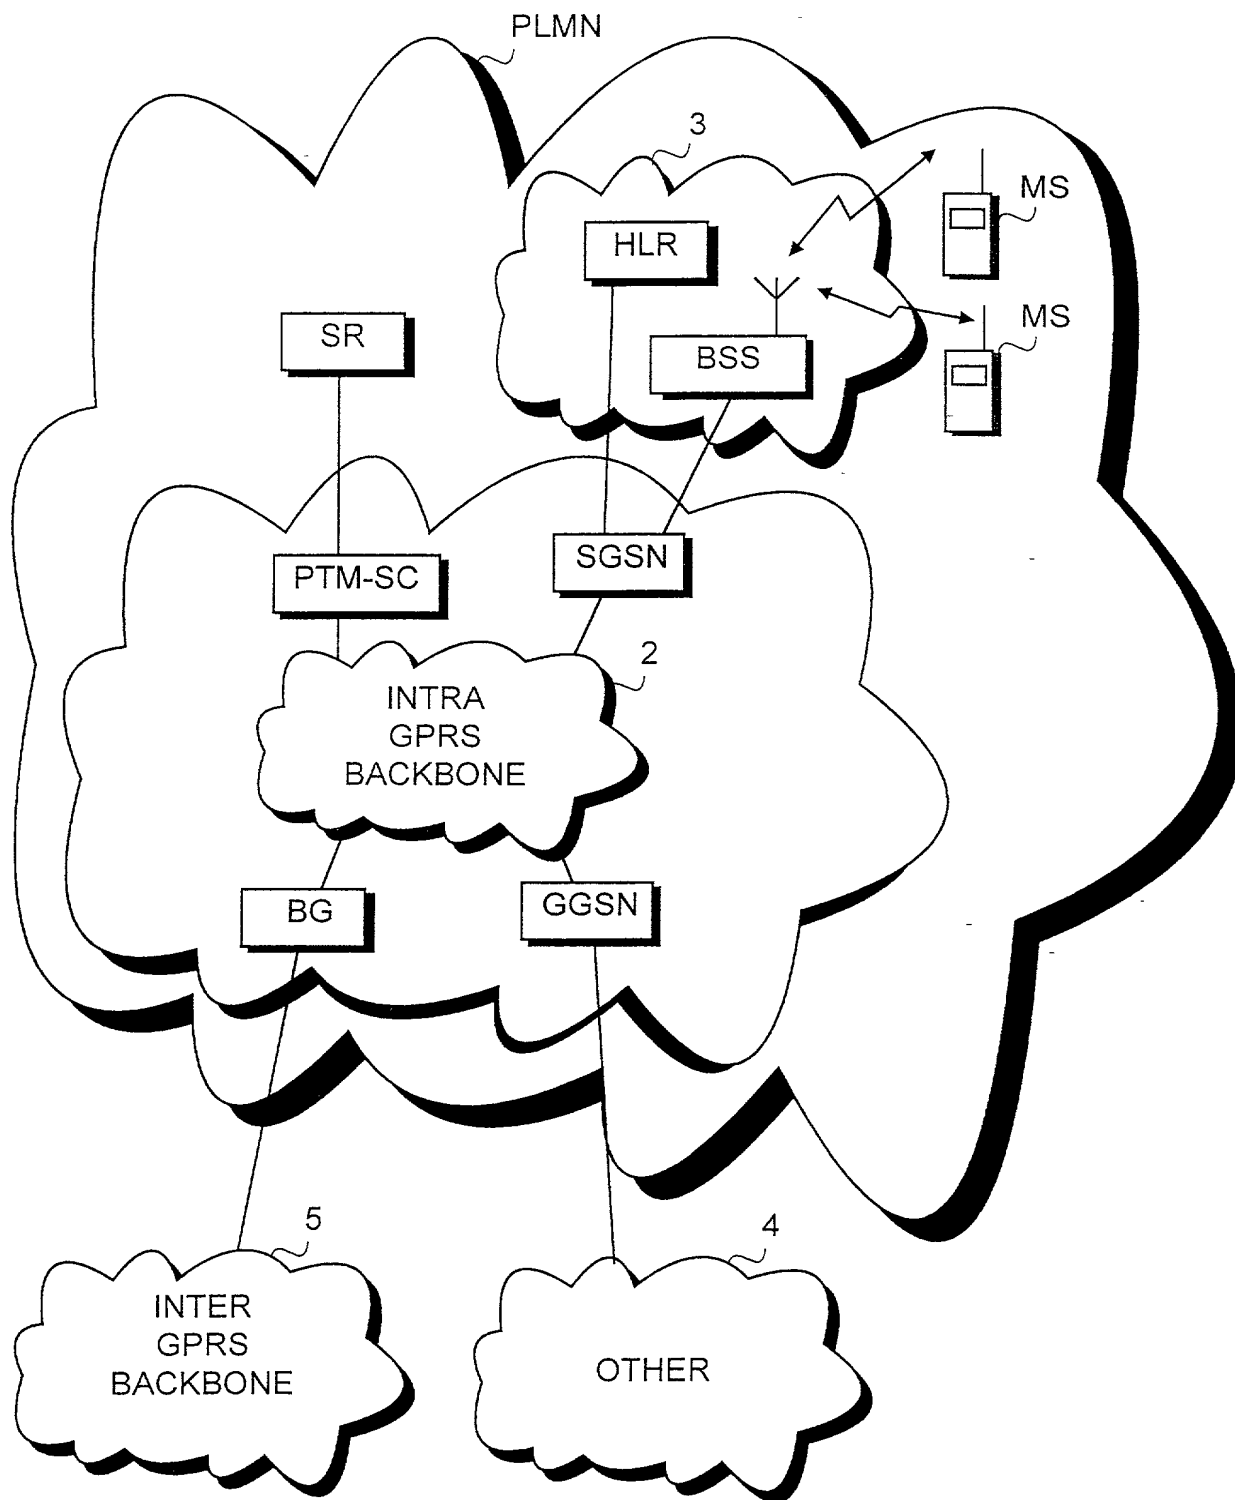 PLMN
3
MS
HLR
MS
SR
BSS
PTM-SC
SGSN
2
INTRA
GPRS
BACKBONE
BG
GGSN
5
4
INTER
GPRS
BACKBONE
OTHER